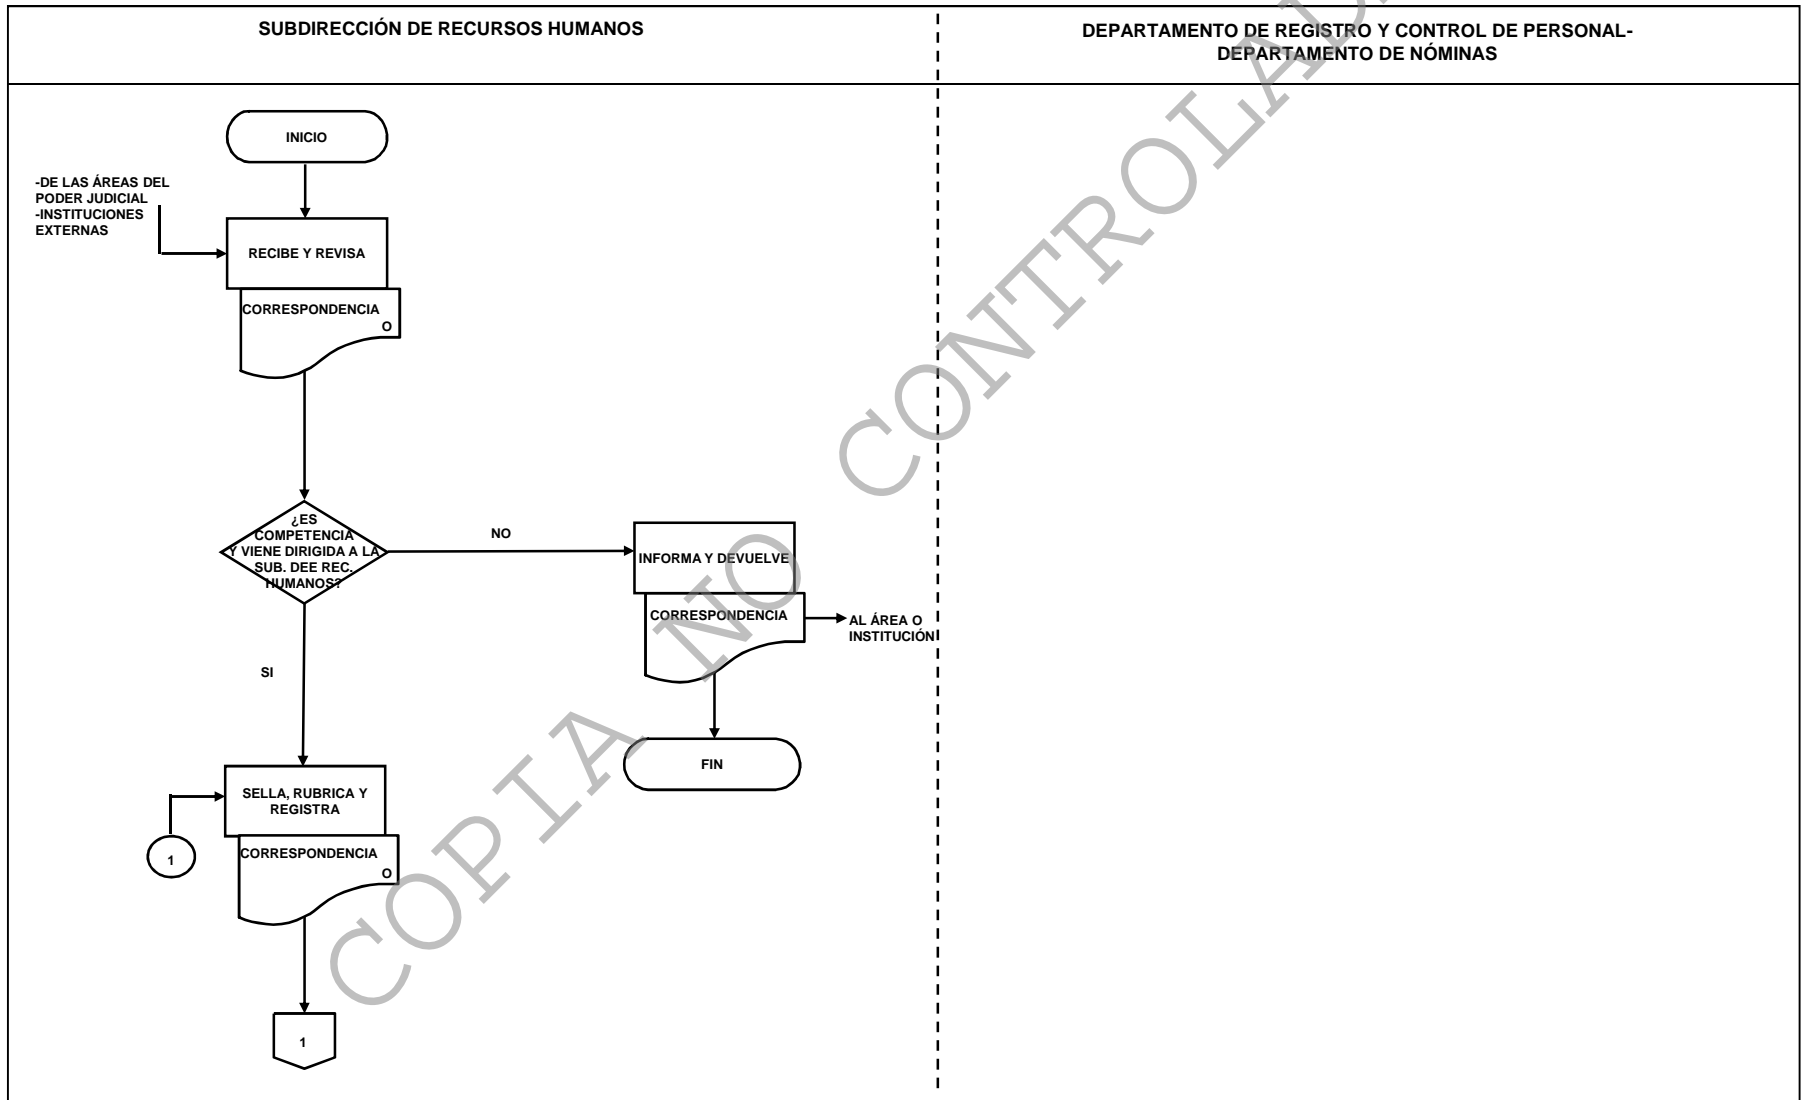 SUBDIRECCIÓN DE RECURSOS HUMANOS
DEPARTAMENTO DE REGISTRO Y CONTROL DE PERSONAL-
DEPARTAMENTO DE NÓMINAS
INICIO
-DE LAS ÁREAS DEL
PODER JUDICIAL
-INSTITUCIONES
EXTERNAS
RECIBE Y REVISA
CORRESPONDENCIA
O
¿ES
COMPETENCIA
Y VIENE DIRIGIDA A LA
SUB. DEE REC.
HUMANOS?
NO
INFORMA Y DEVUELVE
CORRESPONDENCIA
AL ÁREA O
INSTITUCIÓN
SI
FIN
SELLA, RUBRICA Y
REGISTRA
1
CORRESPONDENCIA
O
1
COPIA NO CONTROLAD